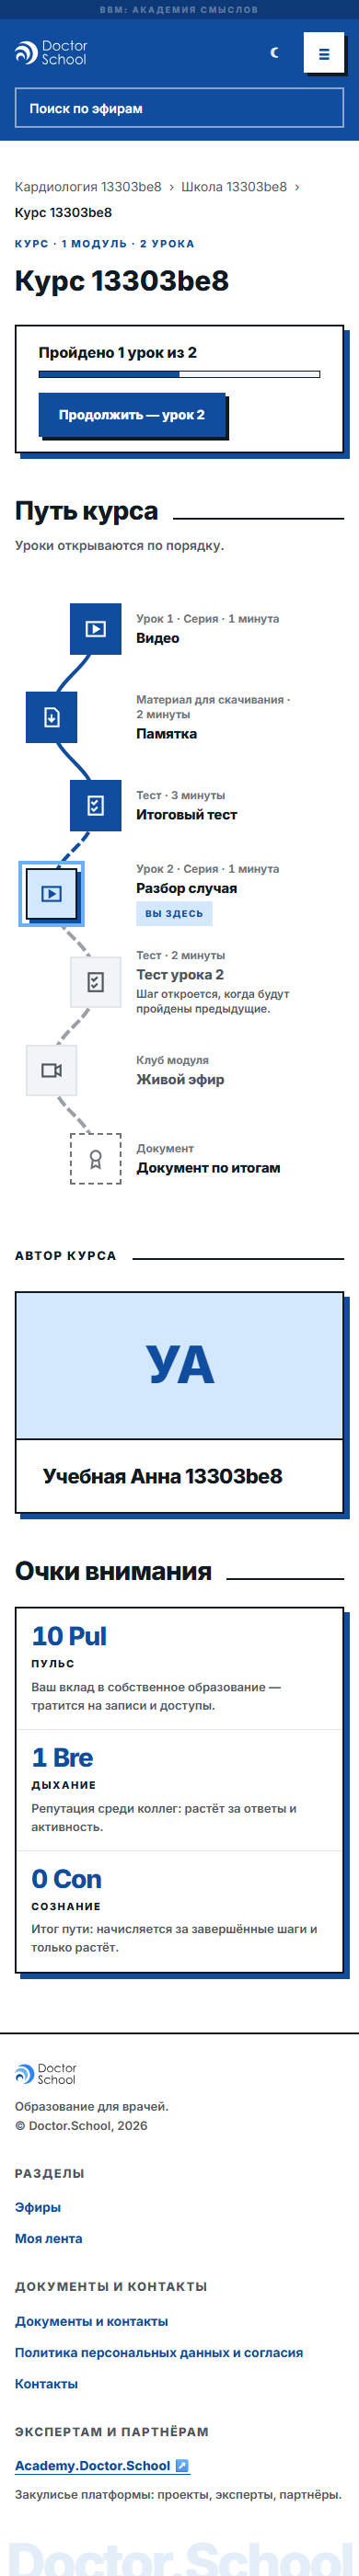 ВВМ: АКАДЕМИЯ СМЫСЛОВ
Doctor
School
Поиск по эфирам
Кардиология 13303be8 › Школа 13303be8 ›
Курс 13303be8
КУРС · 1 МОДУЛЬ · 2 УРОКА
Курс 13303be8
Пройдено 1 урок из 2
Продолжить — урок 2
Путь курса
Уроки открываются по порядку.
Урок 1 · Серия · 1 минута
Видео
Материал для скачивания ·
2 минуты
Памятка
Тест · 3 минуты
Итоговый тест
Урок 2 · Серия · 1 минута
Разбор случая
ВЫ ЗДЕСЬ
Тест · 2 минуты
Тест урока 2
Шаг откроется, когда будут
пройдены предыдущие.
Клуб модуля
Живой эфир
Документ
Документ по итогам
АВТОР КУРСА
УА
Учебная Анна 13303be8
Очки внимания
10 Pul
ПУЛЬС
Ваш вклад в собственное образование —
тратится на записи и доступы.
1 Bre
ДЫХАНИЕ
Репутация среди коллег: растёт за ответы и
активность.
0 Con
СОЗНАНИЕ
Итог пути: начисляется за завершённые шаги и
только растёт.
Doctor
School
Образование для врачей.
© Doctor.School, 2026
РАЗДЕЛЫ
Эфиры
Моя лента
ДОКУМЕНТЫ И КОНТАКТЫ
Документы и контакты
Политика персональных данных и согласия
Контакты
ЭКСПЕРТАМ И ПАРТНЁРАМ
Academy.Doctor.School ↗
Закулисье платформы: проекты, эксперты, партнёры.
Doctor.School